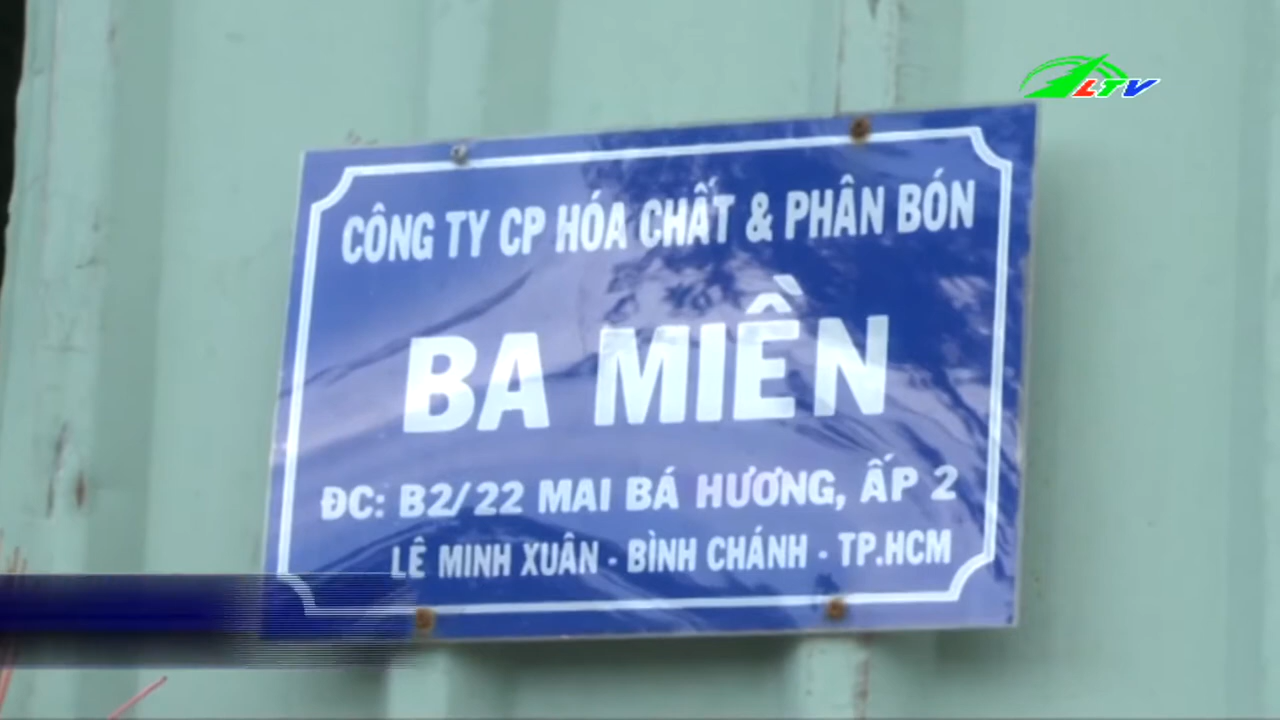 LTV
CÔNG TY CP HÓA CHẤT & PHÂN BÓN
BA MIỀN
ĐC: B2/22 MAI BÁ HƯƠNG, ẤP 2
LÊ MINH XUÂN - BÌNH CHÁNH - TP.HCM